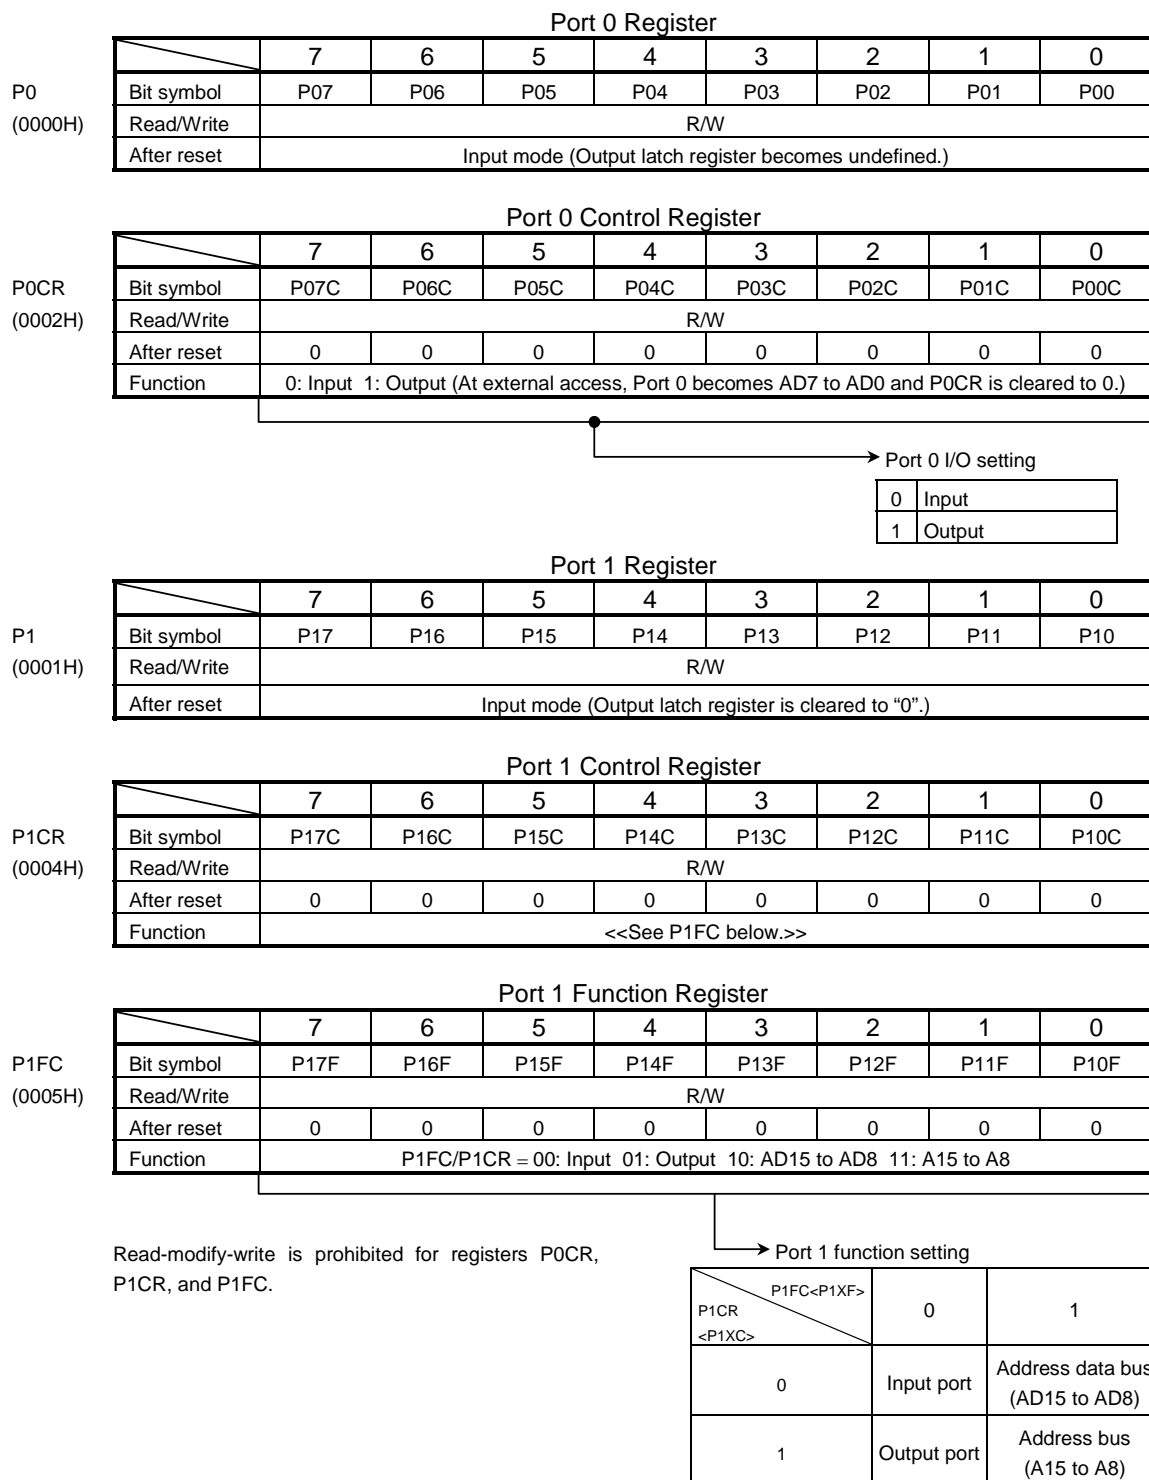 Port 0 Register
7 6 5 4 3 2 1 0
P0 Bit symbol P07 P06 P05 P04 P03 P02 P01 P00
(0000H) Read/Write R/W
After reset Input mode (Output latch register becomes undefined.)
Port 0 Control Register
7 6 5 4 3 2 1 0
P0CR Bit symbol P07C P06C P05C P04C P03C P02C P01C P00C
(0002H) Read/Write R/W
After reset 0 0 0 0 0 0 0 0
Function 0: Input 1: Output (At external access, Port 0 becomes AD7 to AD0 and P0CR is cleared to 0.)
Port 0 I/O setting
0 Input
1 Output
Port 1 Register
7 6 5 4 3 2 1 0
P1 Bit symbol P17 P16 P15 P14 P13 P12 P11 P10
(0001H) Read/Write R/W
After reset Input mode (Output latch register is cleared to “0”.)
Port 1 Control Register
7 6 5 4 3 2 1 0
P1CR Bit symbol P17C P16C P15C P14C P13C P12C P11C P10C
(0004H) Read/Write R/W
After reset 0 0 0 0 0 0 0 0
Function <<See P1FC below.>>
Port 1 Function Register
7 6 5 4 3 2 1 0
P1FC Bit symbol P17F P16F P15F P14F P13F P12F P11F P10F
(0005H) Read/Write R/W
After reset 0 0 0 0 0 0 0 0
Function P1FC/P1CR = 00: Input 01: Output 10: AD15 to AD8 11: A15 to A8
Read-modify-write is prohibited for registers P0CR,
P1CR, and P1FC.
Port 1 function setting
P1FC<P1XF>
P1CR
<P1XC>
0 1
0 Input port Address data bus
(AD15 to AD8)
1 Output port Address bus
(A15 to A8)